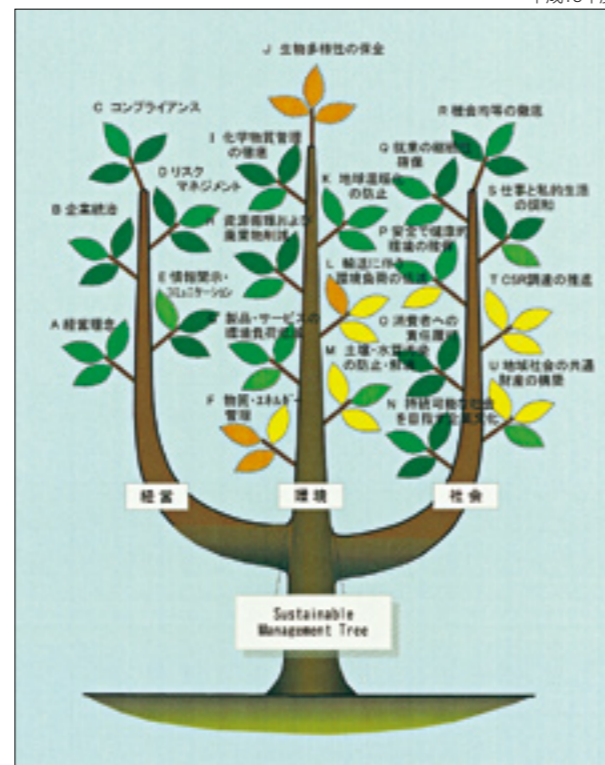 J 生物多様性の保全
C コンプライアンス
R 機会均等の徹底
I 化学物質管理
の徹底
Q 就業の継続性
確保
D リスク
マネジメント
K 地球温暖化
の防止
S 仕事と私的生活
の調和
B 企業統治
H 資源循環および
廃棄物削減
P 安全で健康的
環境の確保
E 情報開示・
コミュニケーション
L 輸送に伴う
環境負荷の低減
T CSR調達の推進
A 経営理念
G 製品・サービスの
環境負荷低減
O 消費者への
責任履行
M 土壌・水質汚染
の防止・解消
U 地域社会の共通
財産の構築
F 物質・エネルギー
管理
N 持続可能な社会
を目指す企業文化
経営
環境
社会
Sustainable
Management Tree